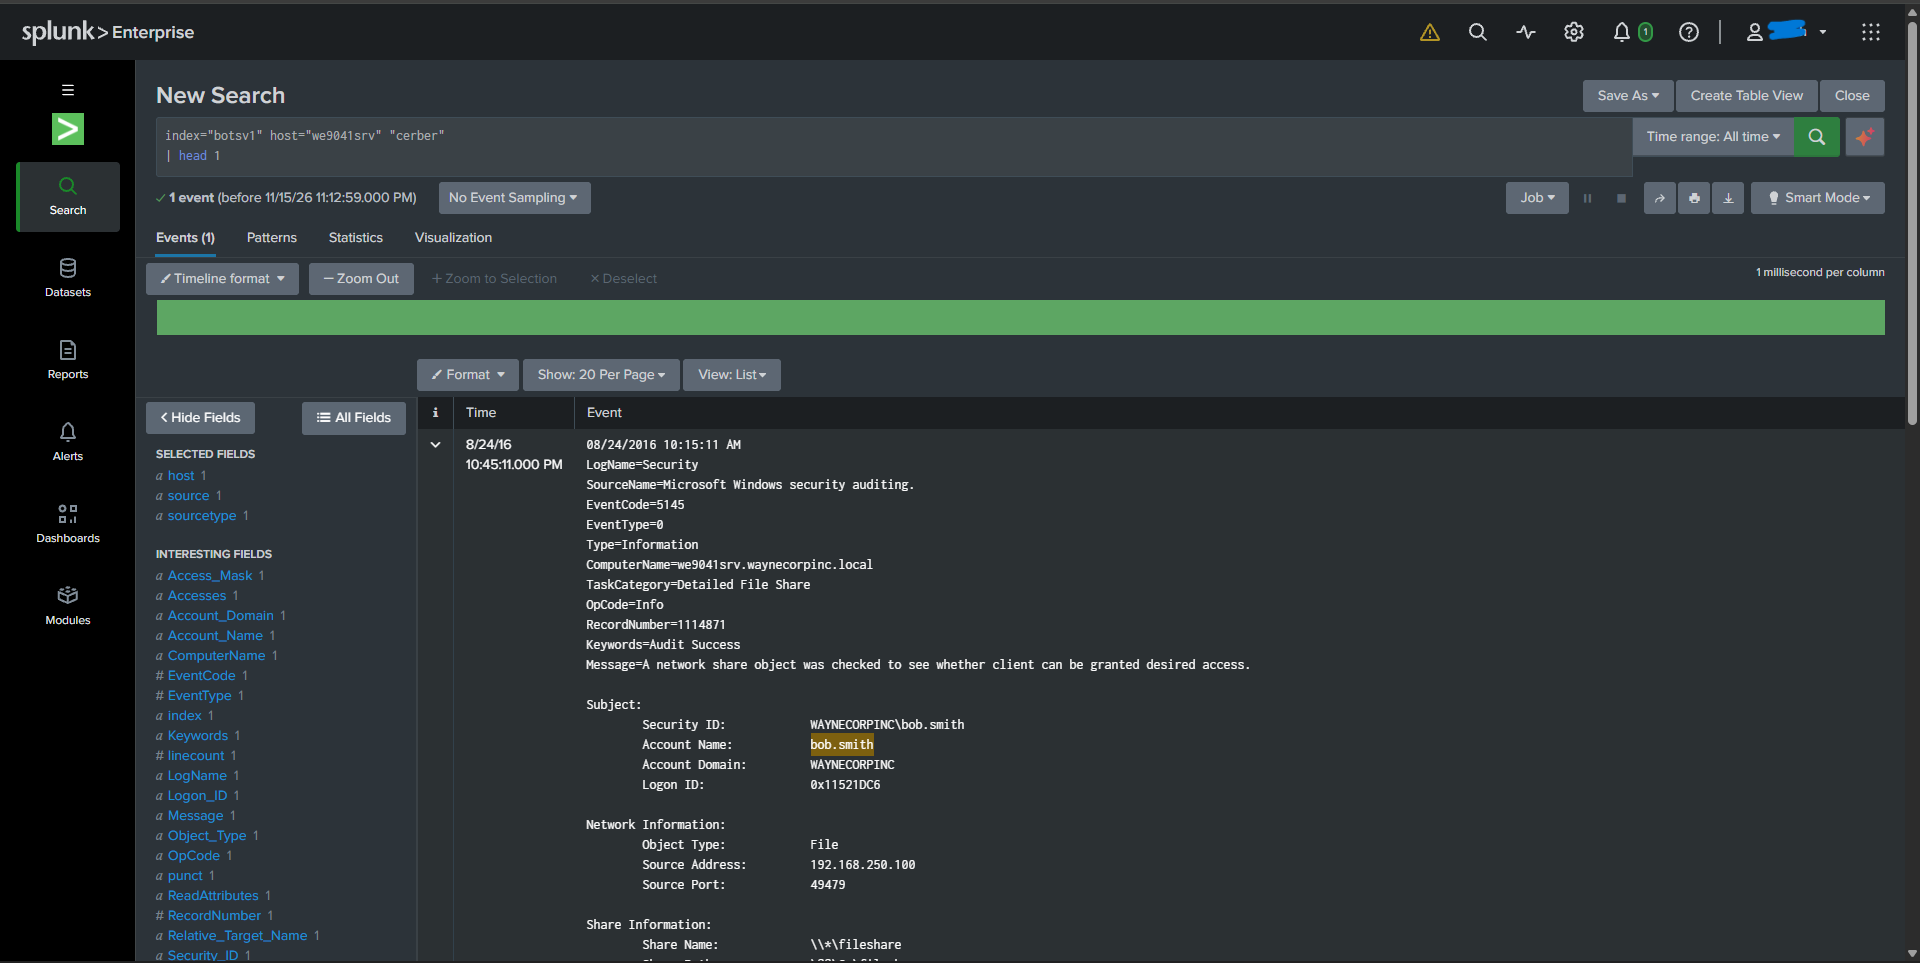 splunk> Enterprise
1
New Search
Save As
Create Table View
Close
index="botsv1" host="we9041srv" "cerber"
| head 1
Time range: All time
1 event (before 11/15/26 11:12:59.000 PM)
No Event Sampling
Job
Smart Mode
Search
Datasets
Reports
Alerts
Dashboards
Modules
Events (1)
Patterns
Statistics
Visualization
Timeline format
— Zoom Out
+ Zoom to Selection
× Deselect
1 millisecond per column
Format
Show: 20 Per Page
View: List
< Hide Fields
All Fields
SELECTED FIELDS
a host 1
a source 1
a sourcetype 1
INTERESTING FIELDS
a Access_Mask 1
a Accesses 1
a Account_Domain 1
a Account_Name 1
a ComputerName 1
# EventCode 1
# EventType 1
a index 1
a Keywords 1
# linecount 1
a LogName 1
a Logon_ID 1
a Message 1
a Object_Type 1
a OpCode 1
a punct 1
a ReadAttributes 1
# RecordNumber 1
a Relative_Target_Name 1
a Security_ID 1
i
Time
Event
8/24/16
10:45:11.000 PM
08/24/2016 10:15:11 AM
LogName=Security
SourceName=Microsoft Windows security auditing.
EventCode=5145
EventType=0
Type=Information
ComputerName=we9041srv.waynecorpinc.local
TaskCategory=Detailed File Share
OpCode=Info
RecordNumber=1114871
Keywords=Audit Success
Message=A network share object was checked to see whether client can be granted desired access.
Subject:
Security ID: WAYNECORPINC\bob.smith
Account Name: bob.smith
Account Domain: WAYNECORPINC
Logon ID: 0x11521DC6
Network Information:
Object Type: File
Source Address: 192.168.250.100
Source Port: 49479
Share Information:
Share Name: \\*\fileshare